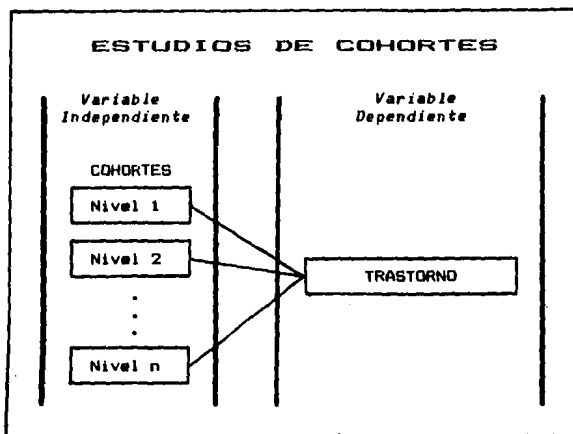 ESTUDIOS DE COHORTES
Variable
Independiente
Variable
Dependiente
COHORTES
Nivel 1
Nivel 2
.
.
.
Nivel n
TRASTORNO